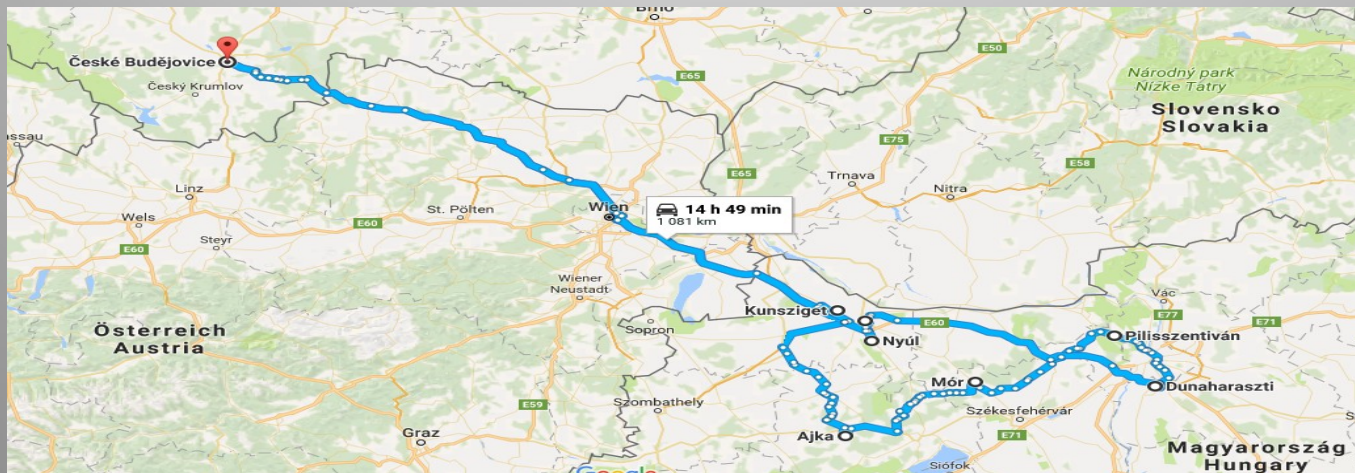 Brno
E50
České Budějovice
E65
Český Krumlov
Národný park
Nízke Tatry
Slovensko
Slovakia
assau
E75
E58
Linz
E65
Trnava
Nitra
Wien
14 h 49 min
1 081 km
St. Pölten
Wels
E60
Steyr
E60
Wiener
Neustadt
Vác
Kunsziget
E60
E77
E71
Österreich
Austria
Sopron
Nyúl
Pilisszentiván
Mór
Dunaharaszti
E59
Szombathely
Székesfehérvár
Graz
Ajka
E71
Magyarország
Hungary
Siófok
Google